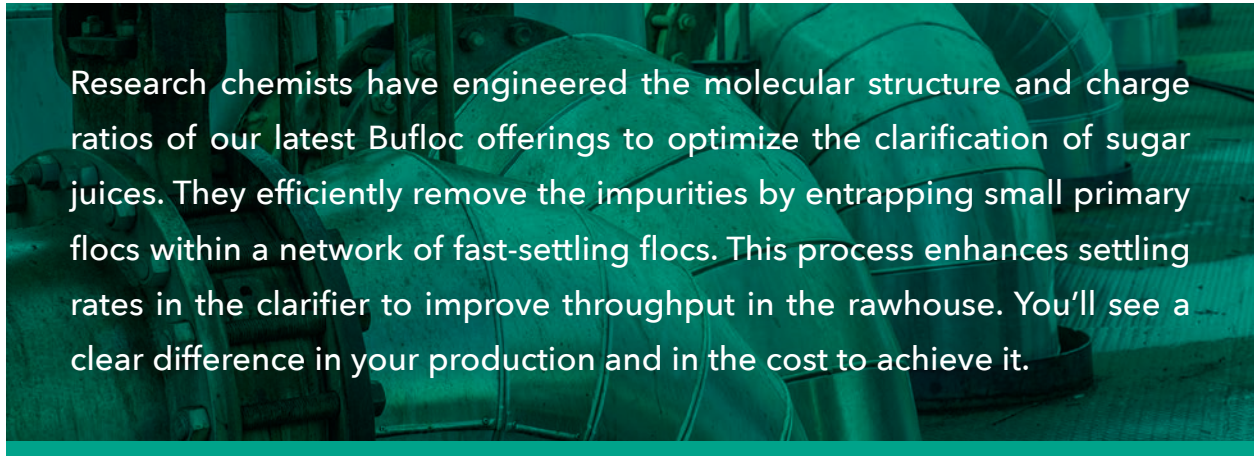 Research chemists have engineered the molecular structure and charge
ratios of our latest Bufloc offerings to optimize the clarification of sugar
juices. They efficiently remove the impurities by entrapping small primary
flocs within a network of fast-settling flocs. This process enhances settling
rates in the clarifier to improve throughput in the rawhouse. You’ll see a
clear difference in your production and in the cost to achieve it.